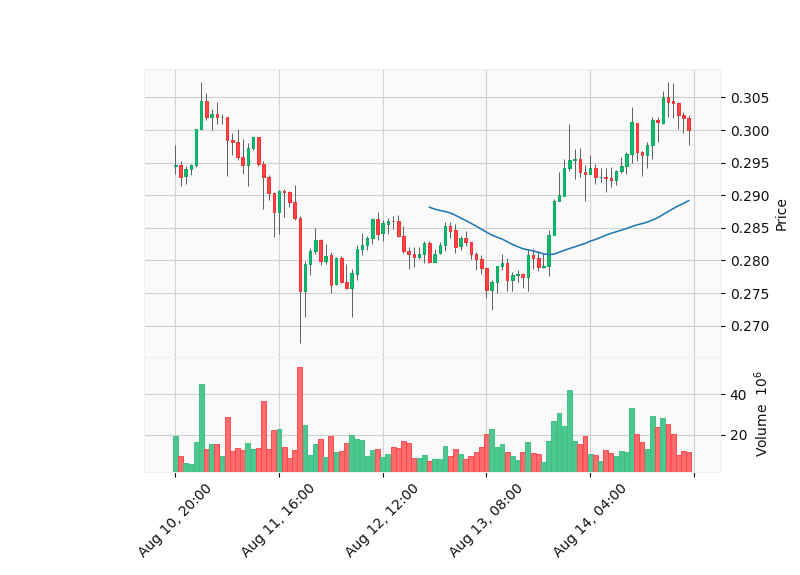 0.305
0.300
0.295
0.290
0.285
0.280
0.275
0.270
Price
40
20
Volume 10^6
Aug 10, 20:00
Aug 11, 16:00
Aug 12, 12:00
Aug 13, 08:00
Aug 14, 04:00